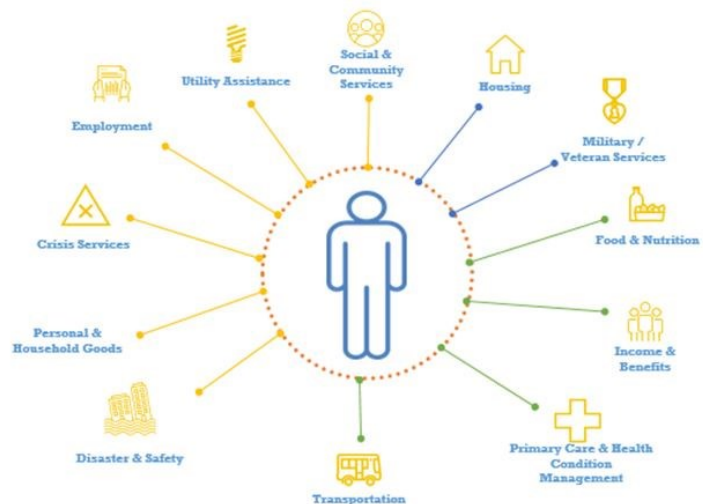 Social &
Community
Services
Utility Assistance
Housing
Employment
Military /
Veteran Services
Crisis Services
Food & Nutrition
Personal &
Household Goods
Income &
Benefits
Disaster & Safety
Primary Care & Health
Condition
Management
Transportation